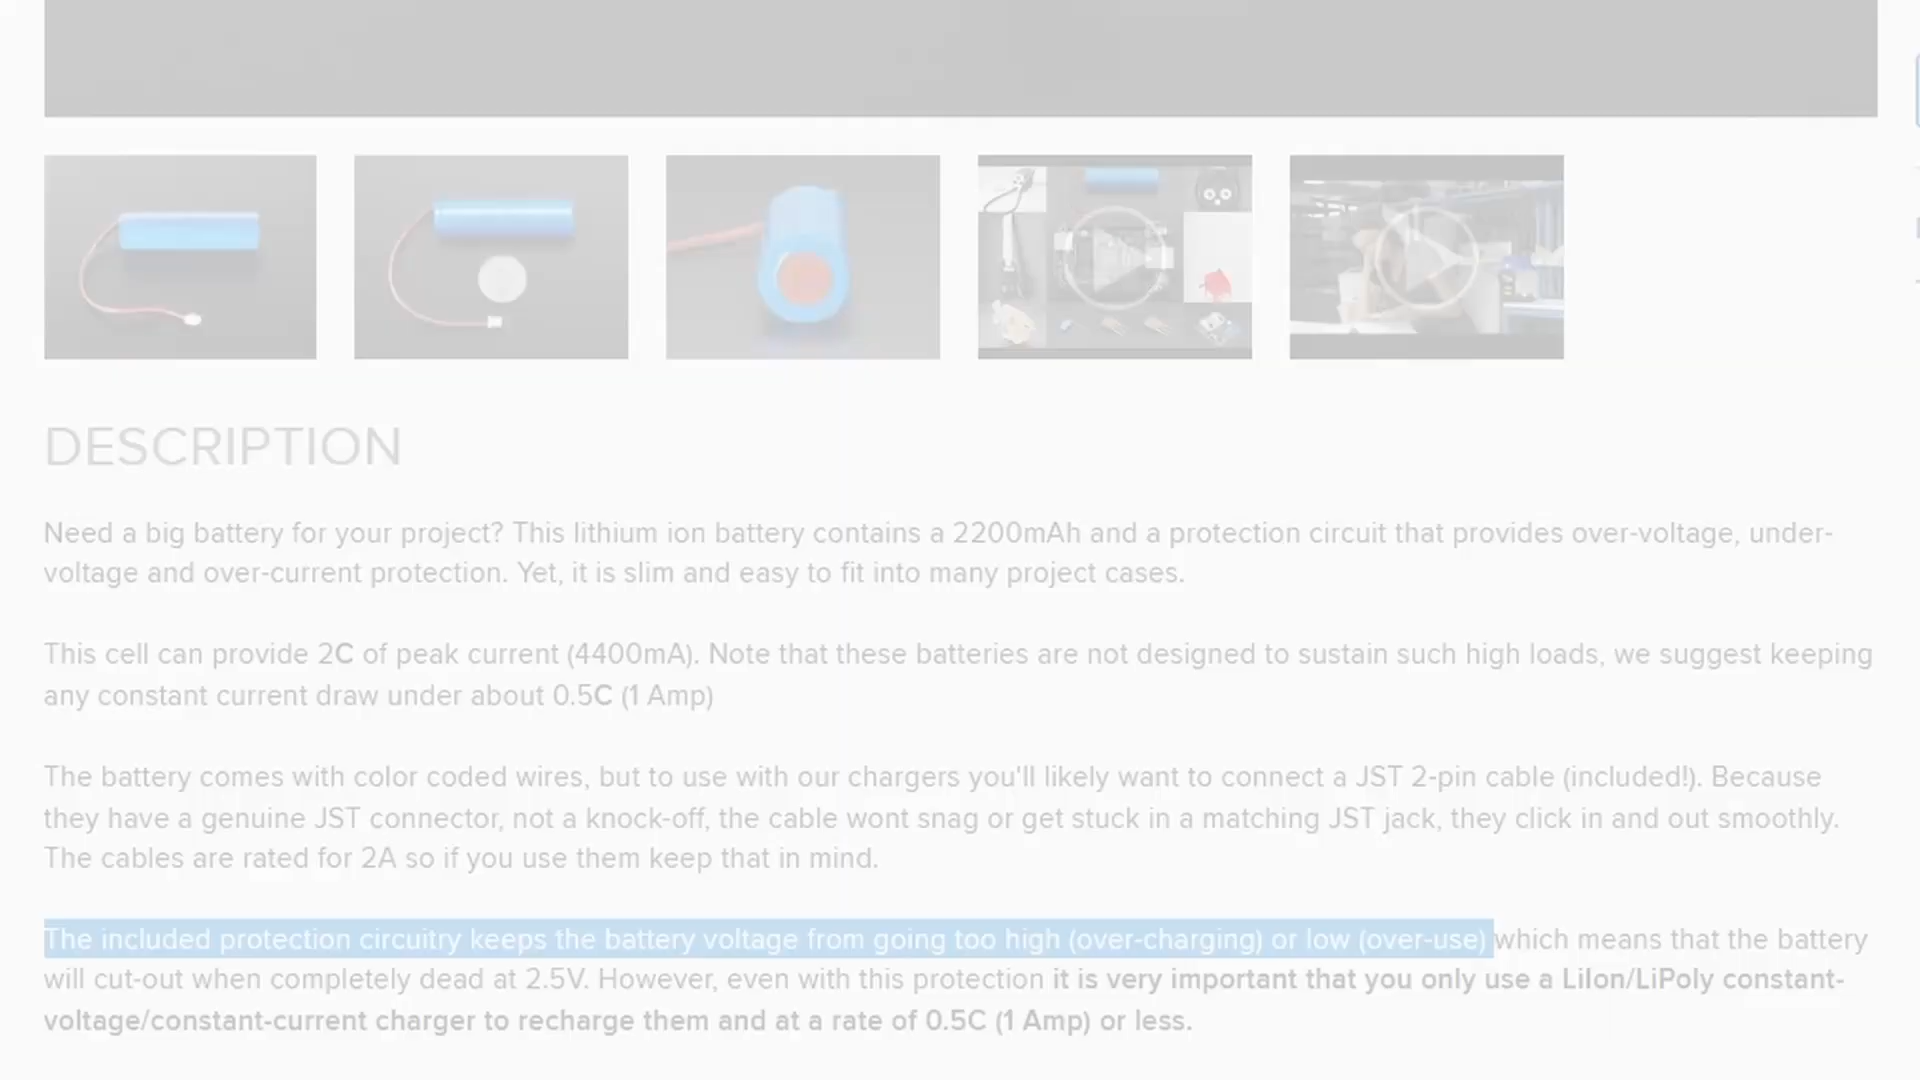 DESCRIPTION
Need a big battery for your project? This lithium ion battery contains a 2200mAh and a protection circuit that provides over-voltage, under-
voltage and over-current protection. Yet, it is slim and easy to fit into many project cases.
This cell can provide 2C of peak current (4400mA). Note that these batteries are not designed to sustain such high loads, we suggest keeping
any constant current draw under about 0.5C (1 Amp)
The battery comes with color coded wires, but to use with our chargers you'll likely want to connect a JST 2-pin cable (included!). Because
they have a genuine JST connector, not a knock-off, the cable wont snag or get stuck in a matching JST jack, they click in and out smoothly.
The cables are rated for 2A so if you use them keep that in mind.
The included protection circuitry keeps the battery voltage from going too high (over-charging) or low (over-use) which means that the battery
will cut-out when completely dead at 2.5V. However, even with this protection it is very important that you only use a LiIon/LiPoly constant-
voltage/constant-current charger to recharge them and at a rate of 0.5C (1 Amp) or less.